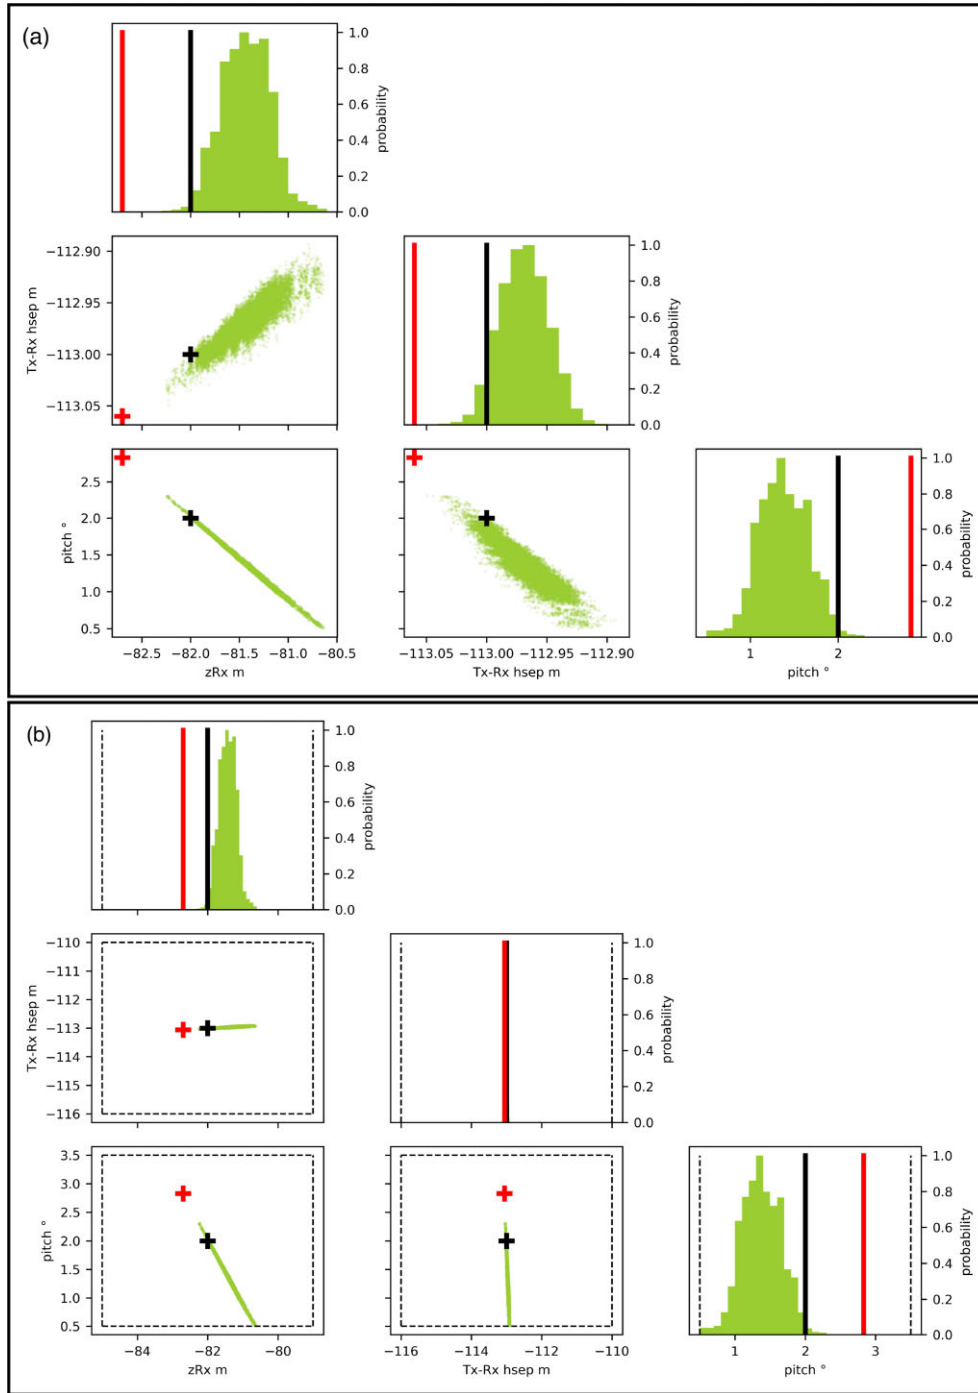 (a)
1.0
0.8
0.6
0.4
0.2
0.0
probability
−112.90
−112.95
−113.00
−113.05
Tx-Rx hsep m
1.0
0.8
0.6
0.4
0.2
0.0
probability
2.5
2.0
1.5
1.0
0.5
pitch °
−82.5 −82.0 −81.5 −81.0 −80.5
zRx m
−113.05 −113.00 −112.95 −112.90
Tx-Rx hsep m
1.0
0.8
0.6
0.4
0.2
0.0
probability
1 2
pitch °
(b)
1.0
0.8
0.6
0.4
0.2
0.0
probability
−110
−111
−112
−113
−114
−115
−116
Tx-Rx hsep m
1.0
0.8
0.6
0.4
0.2
0.0
probability
3.5
3.0
2.5
2.0
1.5
1.0
0.5
pitch °
−84 −82 −80
zRx m
−116 −114 −112 −110
Tx-Rx hsep m
1.0
0.8
0.6
0.4
0.2
0.0
probability
1 2 3
pitch °